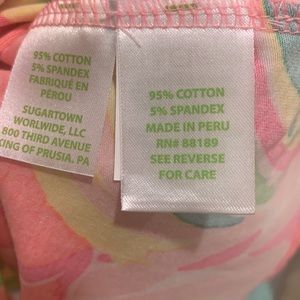 95% COTTON
5% SPANDEX
FABRIQUÉ EN
PÉROU
SUGARTOWN
WORLWIDE, LLC
800 THIRD AVENUE
KING OF PRUSIA, PA
95% COTTON
5% SPANDEX
MADE IN PERU
RN# 88189
SEE REVERSE
FOR CARE